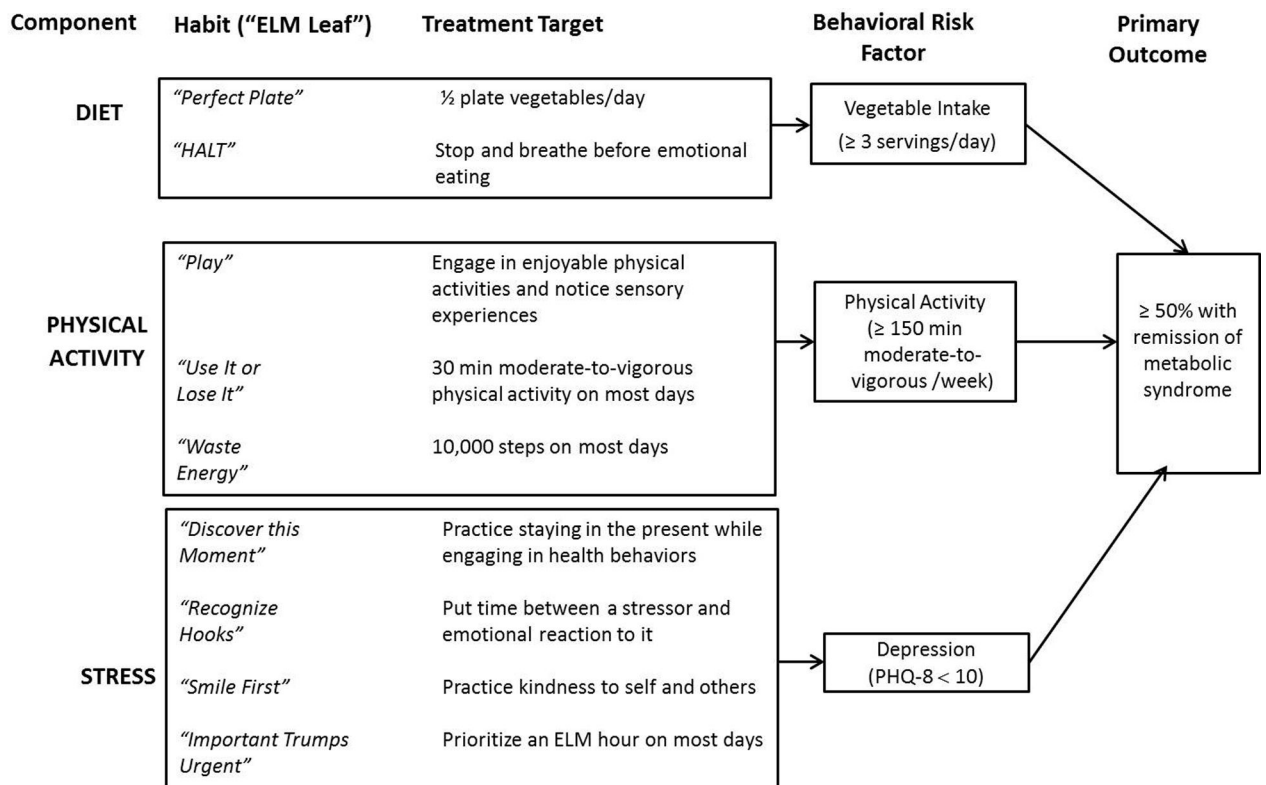 Component Habit (“ELM Leaf”) Treatment Target Behavioral Risk Factor Primary Outcome
DIET
“Perfect Plate” ½ plate vegetables/day
“HALT” Stop and breathe before emotional
eating
Vegetable Intake
(≥ 3 servings/day)
PHYSICAL
ACTIVITY
“Play” Engage in enjoyable physical
activities and notice sensory
experiences
“Use It or 30 min moderate-to-vigorous
Lose It” physical activity on most days
“Waste 10,000 steps on most days
Energy”
Physical Activity
(≥ 150 min
moderate-to-
vigorous /week)
≥ 50% with
remission of
metabolic
syndrome
STRESS
“Discover this Practice staying in the present while
Moment” engaging in health behaviors
“Recognize Put time between a stressor and
Hooks” emotional reaction to it
“Smile First” Practice kindness to self and others
“Important Trumps Prioritize an ELM hour on most days
Urgent”
Depression
(PHQ-8 < 10)